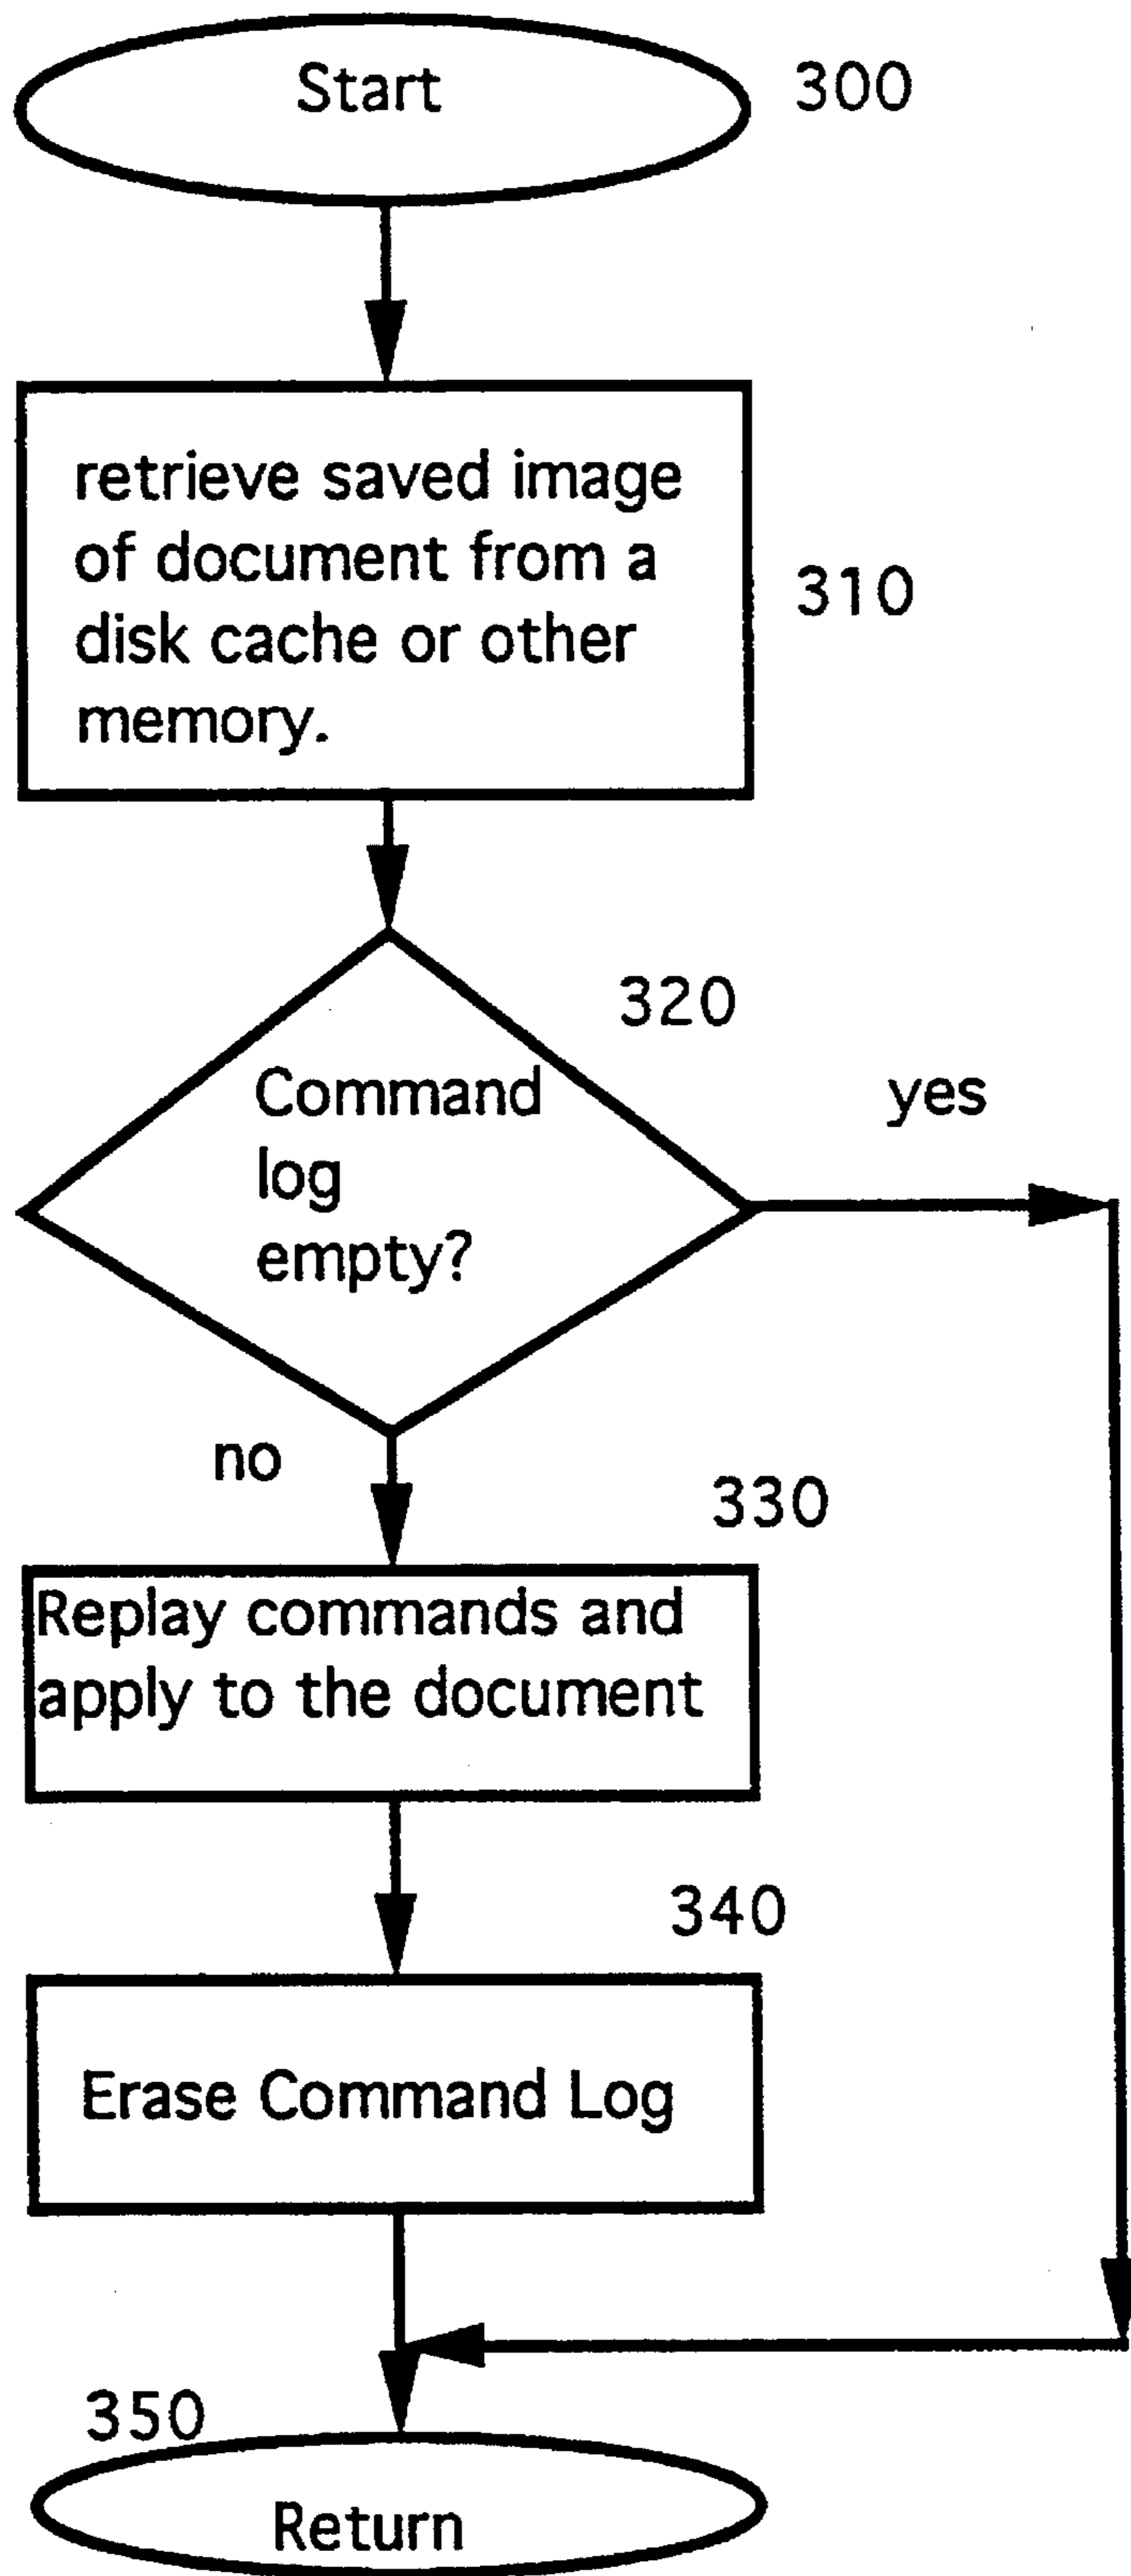 Start
300
retrieve saved image
of document from a
disk cache or other
memory.
310
320
Command
log
empty?
yes
no
330
Replay commands and
apply to the document
340
Erase Command Log
350
Return